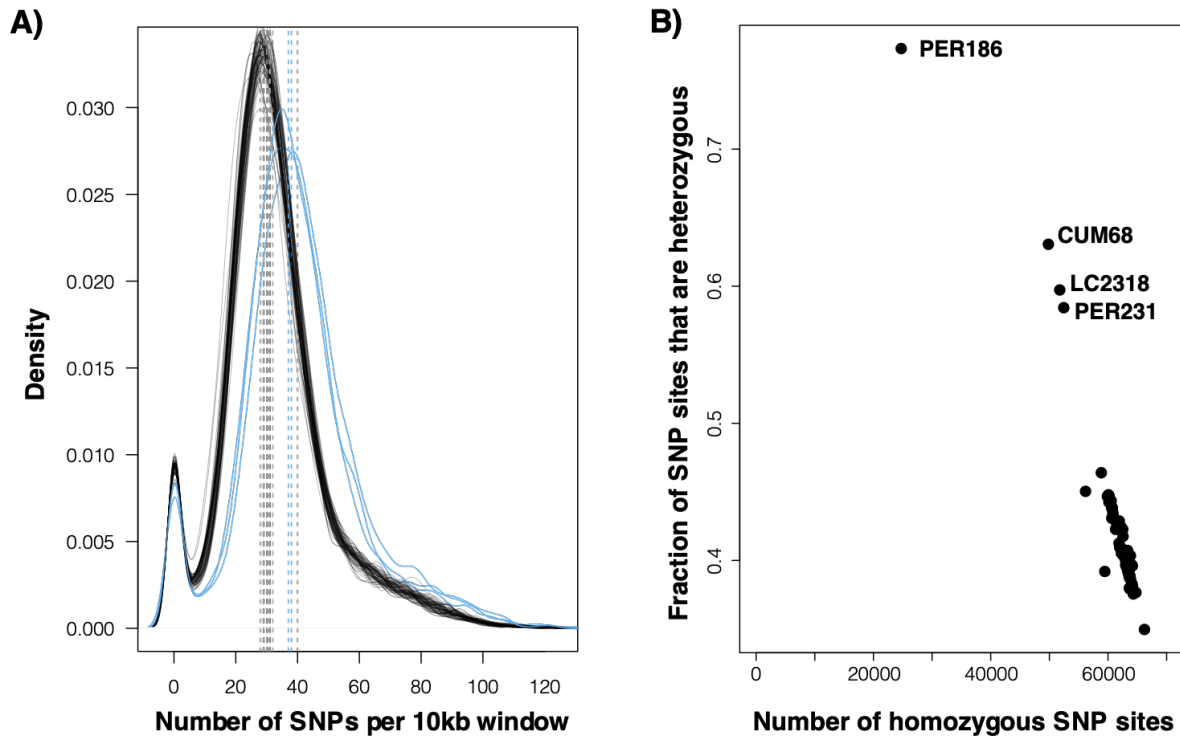 A)
Density
0.030
0.025
0.020
0.015
0.010
0.005
0.000
0 20 40 60 80 100 120
Number of SNPs per 10kb window
B)
Fraction of SNP sites that are heterozygous
0.7
0.6
0.5
0.4
PER186
CUM68
LC2318
PER231
0 20000 40000 60000
Number of homozygous SNP sites